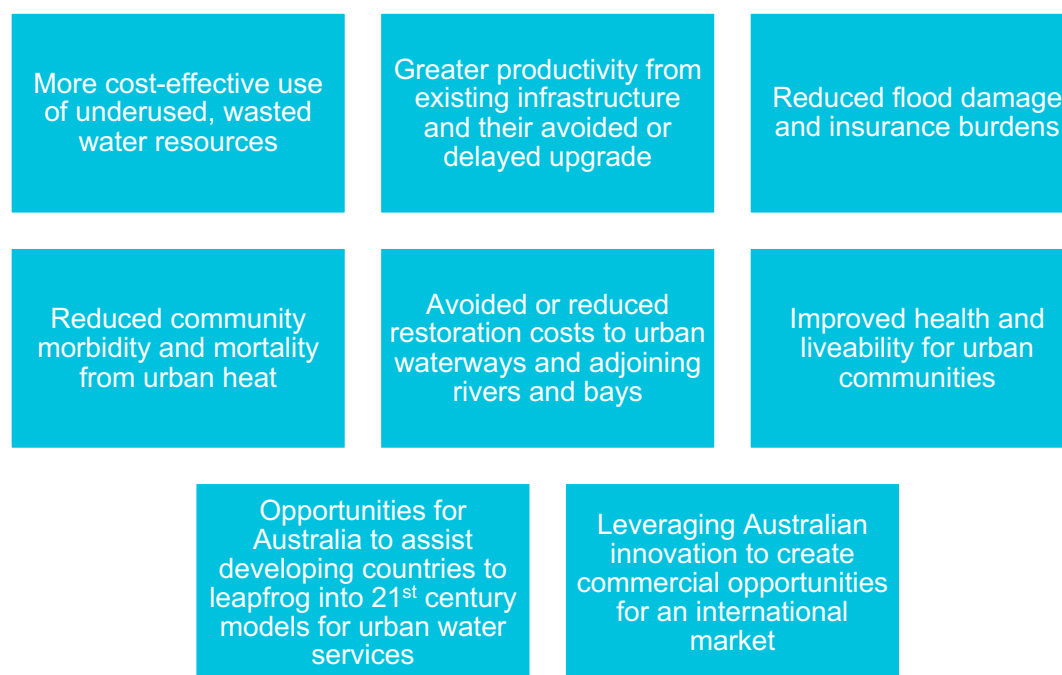 More cost-effective use
of underused, wasted
water resources
Greater productivity from
existing infrastructure
and their avoided or
delayed upgrade
Reduced flood damage
and insurance burdens
Reduced community
morbidity and mortality
from urban heat
Avoided or reduced
restoration costs to urban
waterways and adjoining
rivers and bays
Improved health and
liveability for urban
communities
Opportunities for
Australia to assist
developing countries to
leapfrog into 21st century
models for urban water
services
Leveraging Australian
innovation to create
commercial opportunities
for an international
market